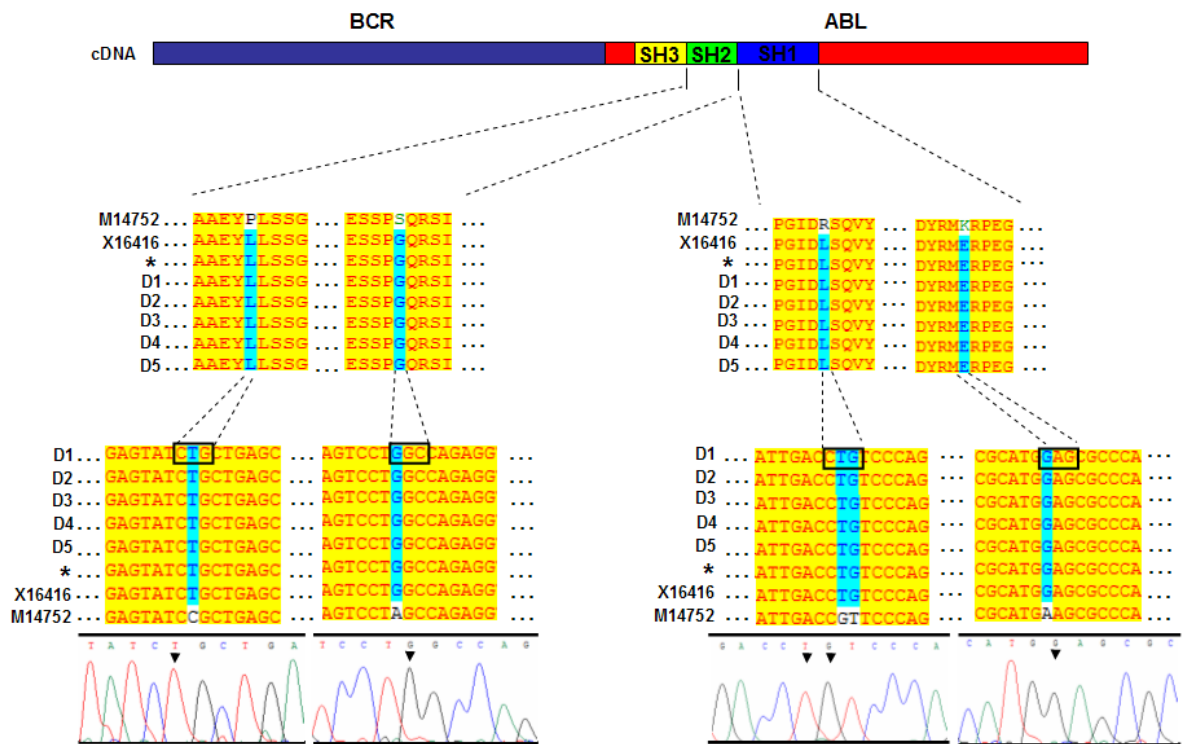 BCR ABL
cDNA SH3 SH2 SH1
M14752 ... AAEYPLSSG ... ESSPSQRSI ...
X16416 ... AAEYLLSSG ... ESSPGQRSI ...
* ... AAEYLLSSG ... ESSPGQRSI ...
D1 ... AAEYLLSSG ... ESSPGQRSI ...
D2 ... AAEYLLSSG ... ESSPGQRSI ...
D3 ... AAEYLLSSG ... ESSPGQRSI ...
D4 ... AAEYLLSSG ... ESSPGQRSI ...
D5 ... AAEYLLSSG ... ESSPGQRSI ...
M14752 ... PGIDRSQVY ... DYRMKRPEG ...
X16416 ... PGIDLSQVY ... DYRMERPEG ...
* ... PGIDLSQVY ... DYRMERPEG ...
D1 ... PGIDLSQVY ... DYRMERPEG ...
D2 ... PGIDLSQVY ... DYRMERPEG ...
D3 ... PGIDLSQVY ... DYRMERPEG ...
D4 ... PGIDLSQVY ... DYRMERPEG ...
D5 ... PGIDLSQVY ... DYRMERPEG ...
D1 ... GAGTATCTGCTGAGC ... AGTCCTGGCCAGAGG ...
D2 ... GAGTATCTGCTGAGC ... AGTCCTGGCCAGAGG ...
D3 ... GAGTATCTGCTGAGC ... AGTCCTGGCCAGAGG ...
D4 ... GAGTATCTGCTGAGC ... AGTCCTGGCCAGAGG ...
D5 ... GAGTATCTGCTGAGC ... AGTCCTGGCCAGAGG ...
* ... GAGTATCTGCTGAGC ... AGTCCTGGCCAGAGG ...
X16416 ... GAGTATCTGCTGAGC ... AGTCCTGGCCAGAGG ...
M14752 ... GAGTATCCGCTGAGC ... AGTCCTAGCCAGAGG ...
T A T C T G C T G A T C C T G G C C A G
D1 ... ATTGACCTGTCCCAG ... CGCATGGAGCGCCCA ...
D2 ... ATTGACCTGTCCCAG ... CGCATGGAGCGCCCA ...
D3 ... ATTGACCTGTCCCAG ... CGCATGGAGCGCCCA ...
D4 ... ATTGACCTGTCCCAG ... CGCATGGAGCGCCCA ...
D5 ... ATTGACCTGTCCCAG ... CGCATGGAGCGCCCA ...
* ... ATTGACCTGTCCCAG ... CGCATGGAGCGCCCA ...
X16416 ... ATTGACCTGTCCCAG ... CGCATGGAGCGCCCA ...
M14752 ... ATTGACCGTTCCCAG ... CGCATGAAGCGCCCA ...
G A C C T G T C C C A C A T G G A G C G C